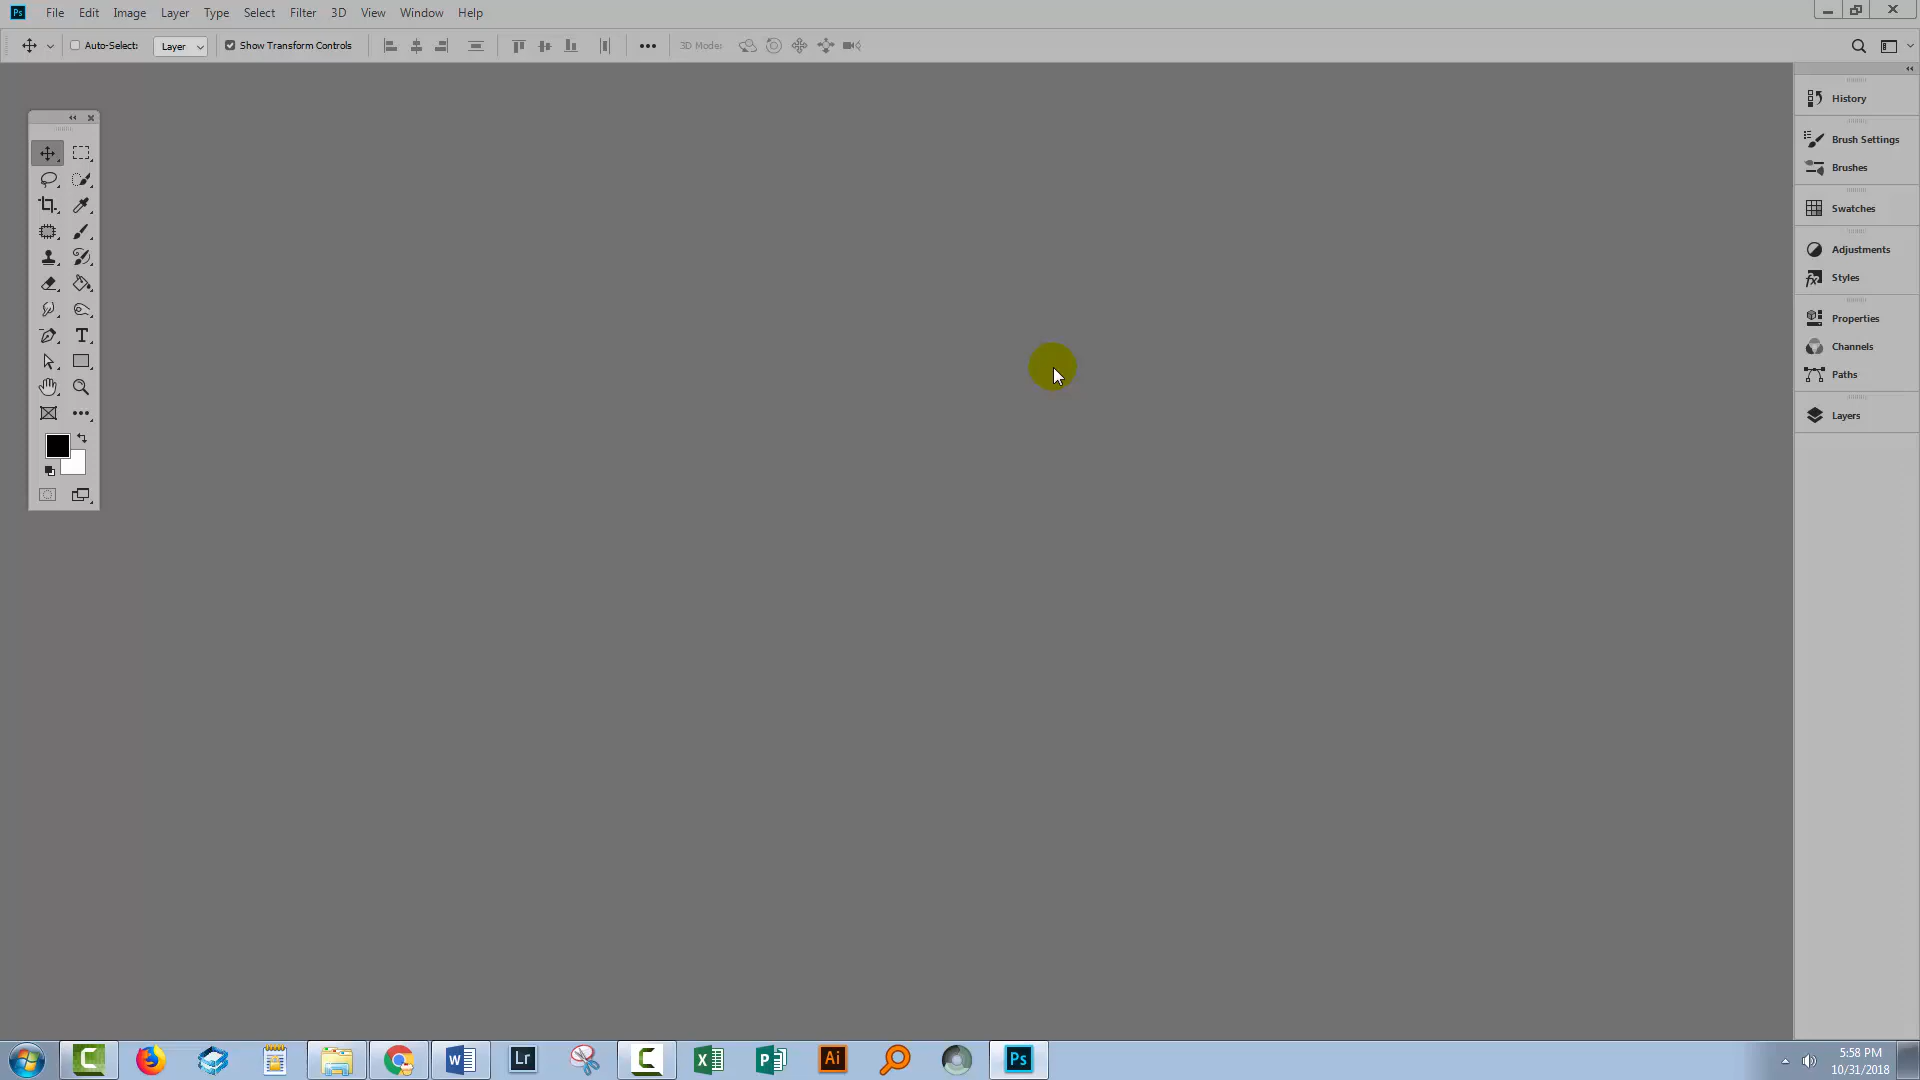 Ps File Edit Image Layer Type Select Filter 3D View Window Help
Auto-Select: Layer Show Transform Controls 3D Mode:
History
Brush Settings
Brushes
Swatches
Adjustments
Styles
Properties
Channels
Paths
Layers
T
Lr Ai Ps
5:58 PM
10/31/2018